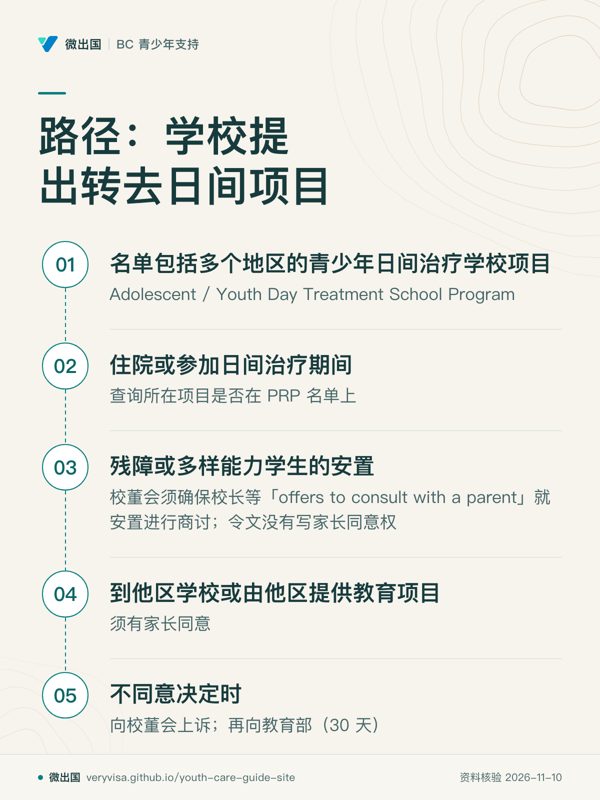 微出国 | BC 青少年支持
路径：学校提
出转去日间项目
01
名单包括多个地区的青少年日间治疗学校项目
Adolescent / Youth Day Treatment School Program
02
住院或参加日间治疗期间
查询所在项目是否在 PRP 名单上
03
残障或多样能力学生的安置
校董会须确保校长等「offers to consult with a parent」就
安置进行商讨；令文没有写家长同意权
04
到他区学校或由他区提供教育项目
须有家长同意
05
不同意决定时
向校董会上诉；再向教育部（30 天）
微出国 veryvisa.github.io/youth-care-guide-site
资料核验 2026-11-10